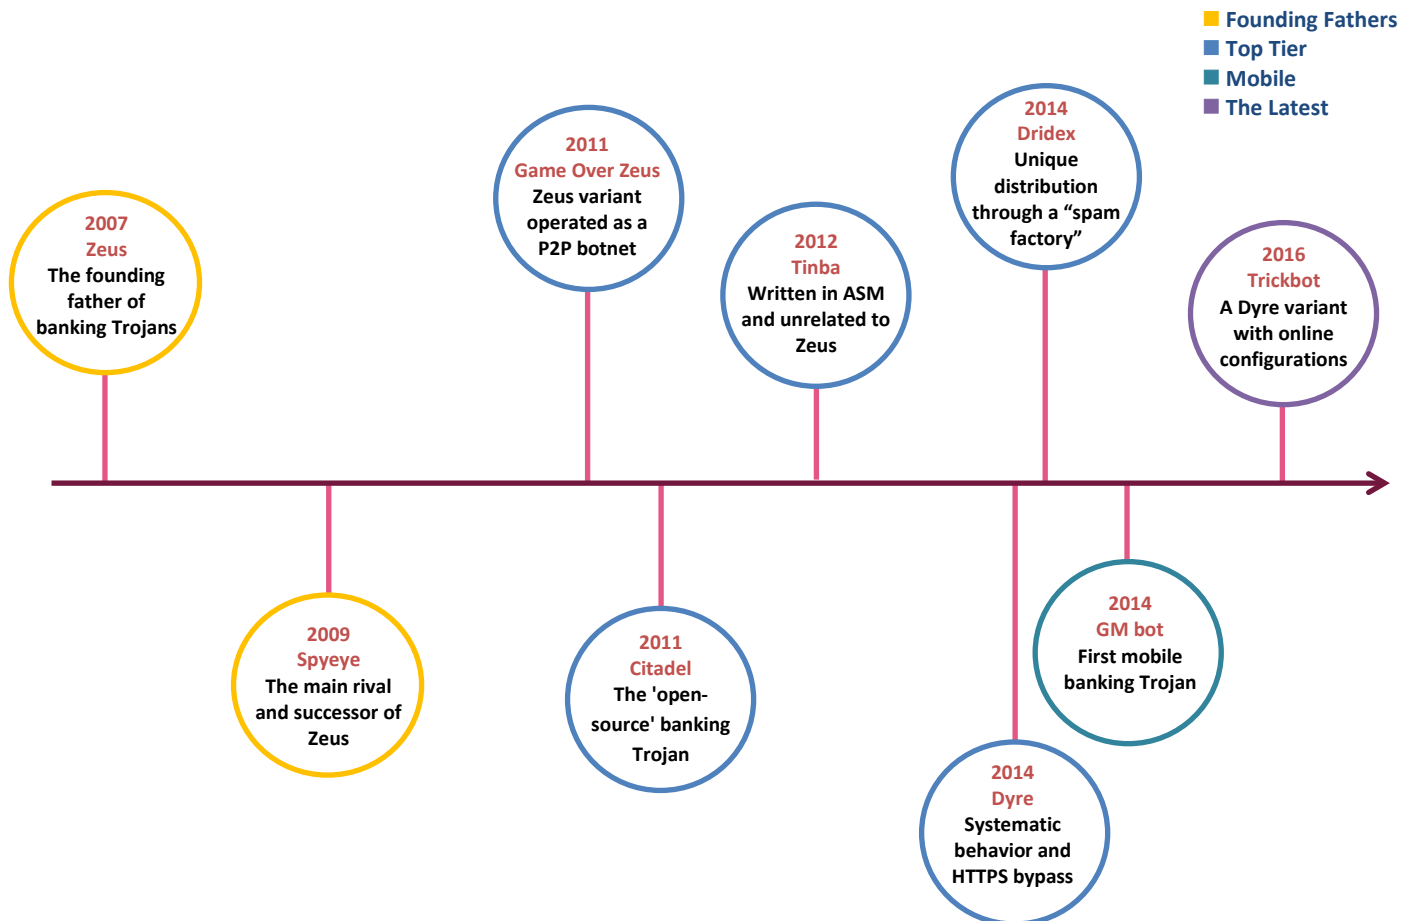 Founding Fathers
Top Tier
Mobile
The Latest
2007
Zeus
The founding
father of
banking Trojans
2009
Spyeye
The main rival
and successor of
Zeus
2011
Game Over Zeus
Zeus variant
operated as a
P2P botnet
2011
Citadel
The 'open-
source' banking
Trojan
2012
Tinba
Written in ASM
and unrelated to
Zeus
2014
Dyre
Systematic
behavior and
HTTPS bypass
2014
Dridex
Unique
distribution
through a “spam
factory”
2014
GM bot
First mobile
banking Trojan
2016
Trickbot
A Dyre variant
with online
configurations